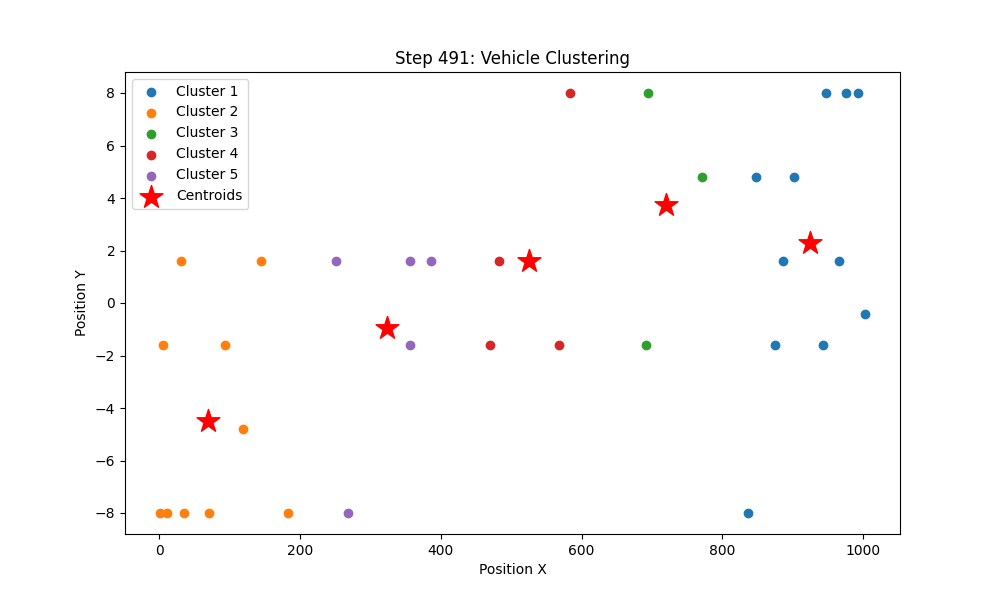 Step 491: Vehicle Clustering
Cluster 1
Cluster 2
Cluster 3
Cluster 4
Cluster 5
Centroids
8
6
4
2
0
−2
−4
−6
−8
Position Y
0 200 400 600 800 1000
Position X